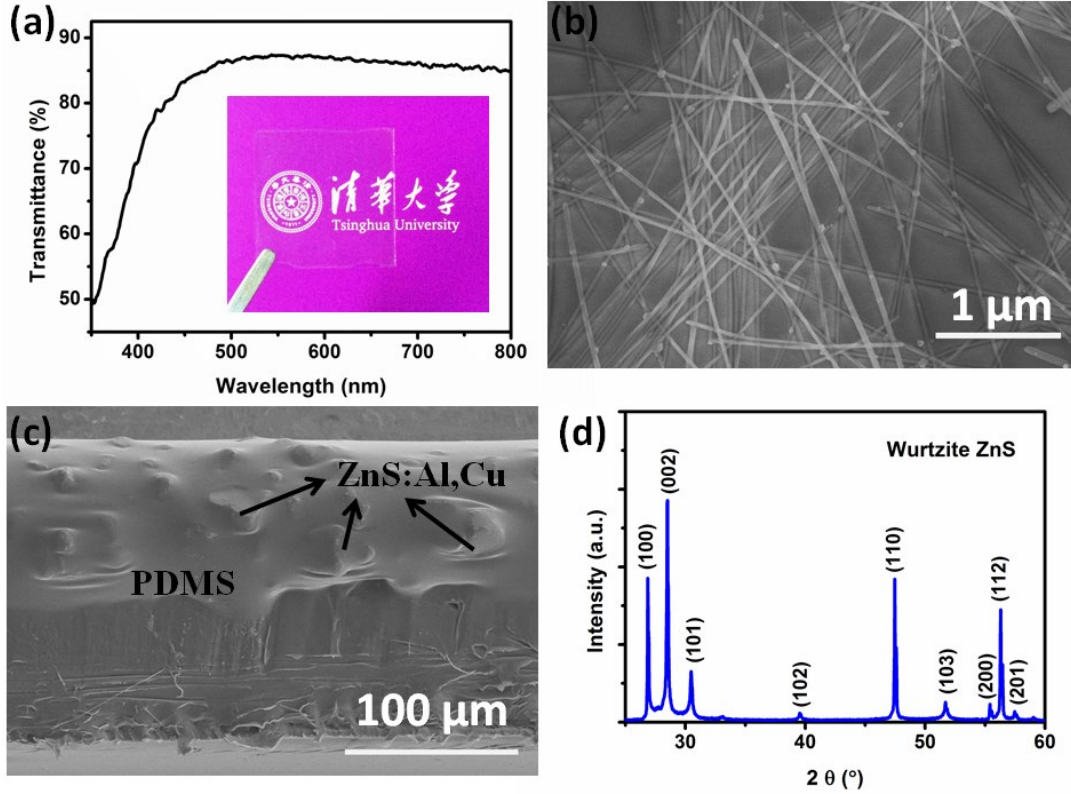 (a)
90
80
70
60
50
Transmittance (%)
400 500 600 700 800
Wavelength (nm)
清华大学
Tsinghua University
(b)
1 μm
(c)
ZnS:Al,Cu
PDMS
100 μm
(d)
Wurtzite ZnS
Intensity (a.u.)
(100)
(002)
(101)
(102)
(110)
(103)
(200)
(112)
(201)
30 40 50 60
2 θ (°)